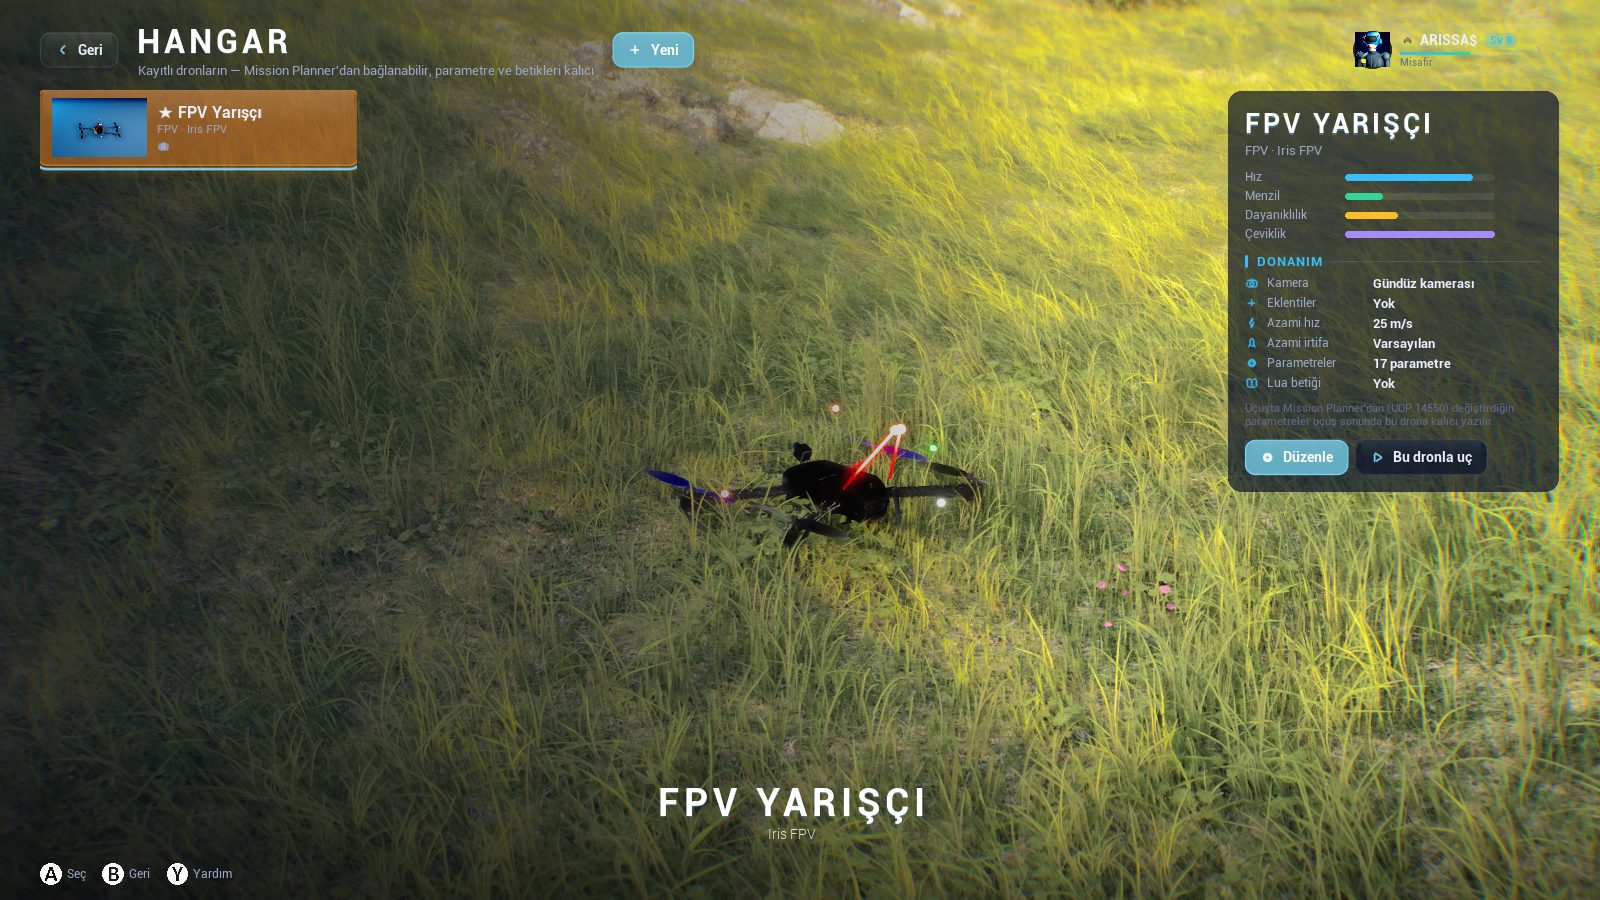 Geri
HANGAR
Kayıtlı dronların — Mission Planner'dan bağlanabilir, parametre ve betikleri kalıcı
+ Yeni
ARISSA$ Sv 8
Misafir
★ FPV Yarışçı
FPV · Iris FPV
FPV YARIŞÇI
FPV · Iris FPV
Hız
Menzil
Dayanıklılık
Çeviklik
DONANIM
Kamera Gündüz kamerası
Eklentiler Yok
Azami hız 25 m/s
Azami irtifa Varsayılan
Parametreler 17 parametre
Lua betiği Yok
Uçuşta Mission Planner'dan (UDP 14550) değiştirdiğin
parametreler uçuş sonunda bu drona kalıcı yazılır.
Düzenle
Bu dronla uç
FPV YARIŞÇI
Iris FPV
A Seç B Geri Y Yardım